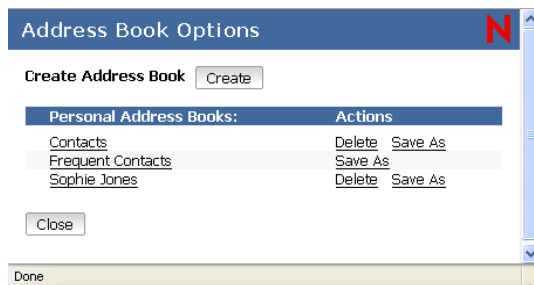 Address Book Options N
Create Address Book Create
Personal Address Books: Actions
Contacts Delete Save As
Frequent Contacts Save As
Sophie Jones Delete Save As
Close
Done